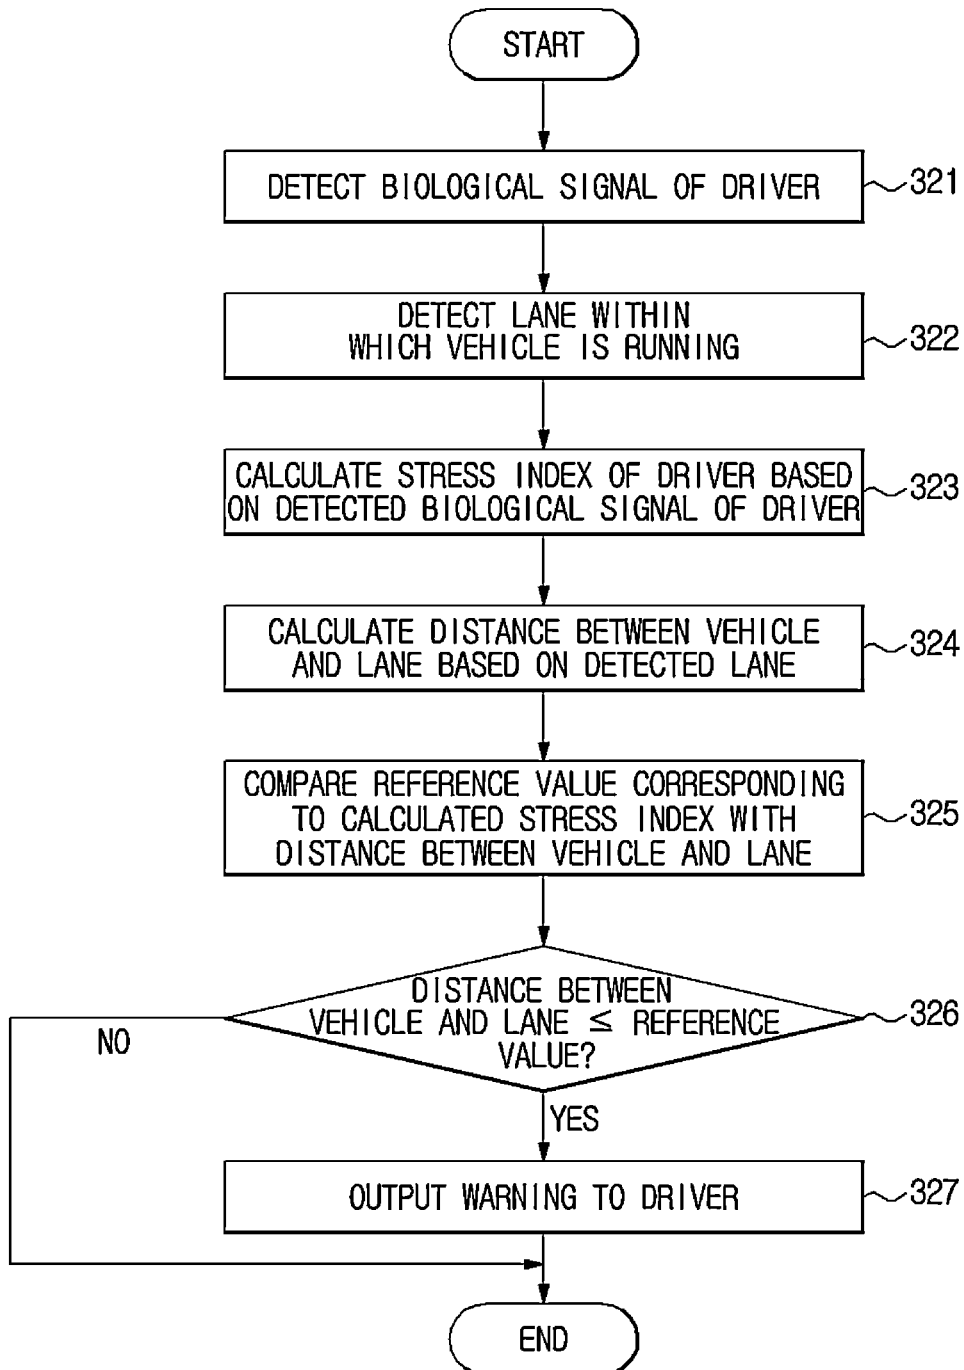 START
DETECT BIOLOGICAL SIGNAL OF DRIVER
321
DETECT LANE WITHIN
WHICH VEHICLE IS RUNNING
322
CALCULATE STRESS INDEX OF DRIVER BASED
ON DETECTED BIOLOGICAL SIGNAL OF DRIVER
323
CALCULATE DISTANCE BETWEEN VEHICLE
AND LANE BASED ON DETECTED LANE
324
COMPARE REFERENCE VALUE CORRESPONDING
TO CALCULATED STRESS INDEX WITH
DISTANCE BETWEEN VEHICLE AND LANE
325
DISTANCE BETWEEN
VEHICLE AND LANE ≤ REFERENCE
VALUE?
326
NO
YES
OUTPUT WARNING TO DRIVER
327
END